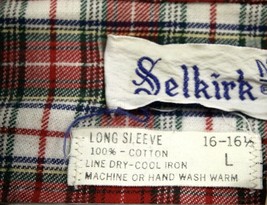 Selkirk
LONG SLEEVE 16-16½
100% - COTTON L
LINE DRY-COOL IRON
MACHINE OR HAND WASH WARM